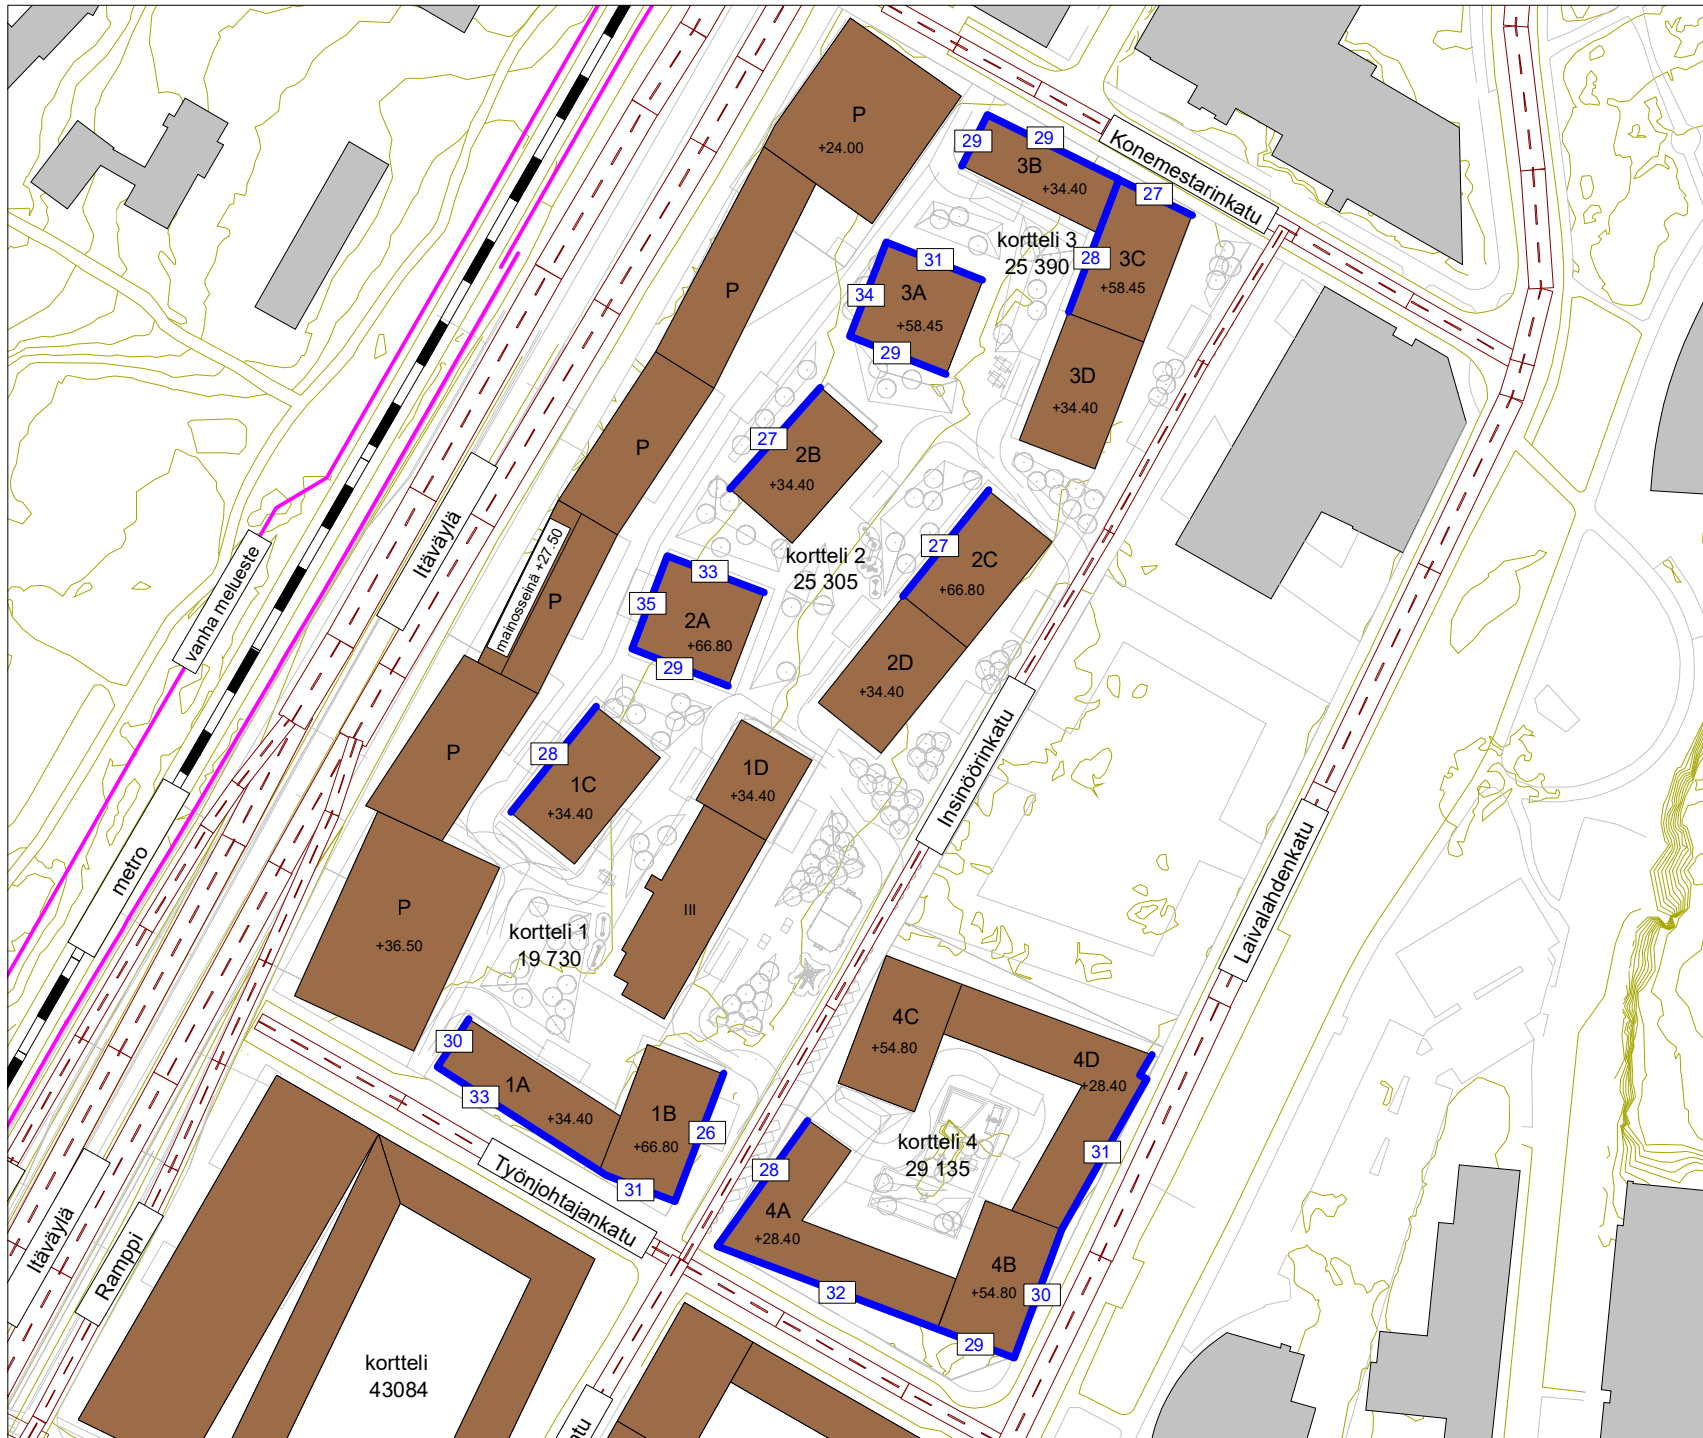 P
+24.00
29
29
3B
+34.40
27
Konemestarinkatu
kortteli 3
25 390
28
3C
+58.45
31
34
3A
+58.45
29
P
3D
+34.40
27
2B
+34.40
P
Itäväylä
vanha melueste
mainosseinä +27.50
P
kortteli 2
25 305
27
2C
+66.80
33
35
2A
+66.80
29
2D
+34.40
Insinöörinkatu
P
28
1C
+34.40
1D
+34.40
metro
Laivalahdenkatu
P
+36.50
III
kortteli 1
19 730
4C
+54.80
30
33
1A
+34.40
1B
+66.80
26
31
4D
+28.40
kortteli 4
29 135
31
28
4A
+28.40
Työnjohtajankatu
Itäväylä
Ramppi
32
4B
+54.80
30
29
kortteli
43084
atu